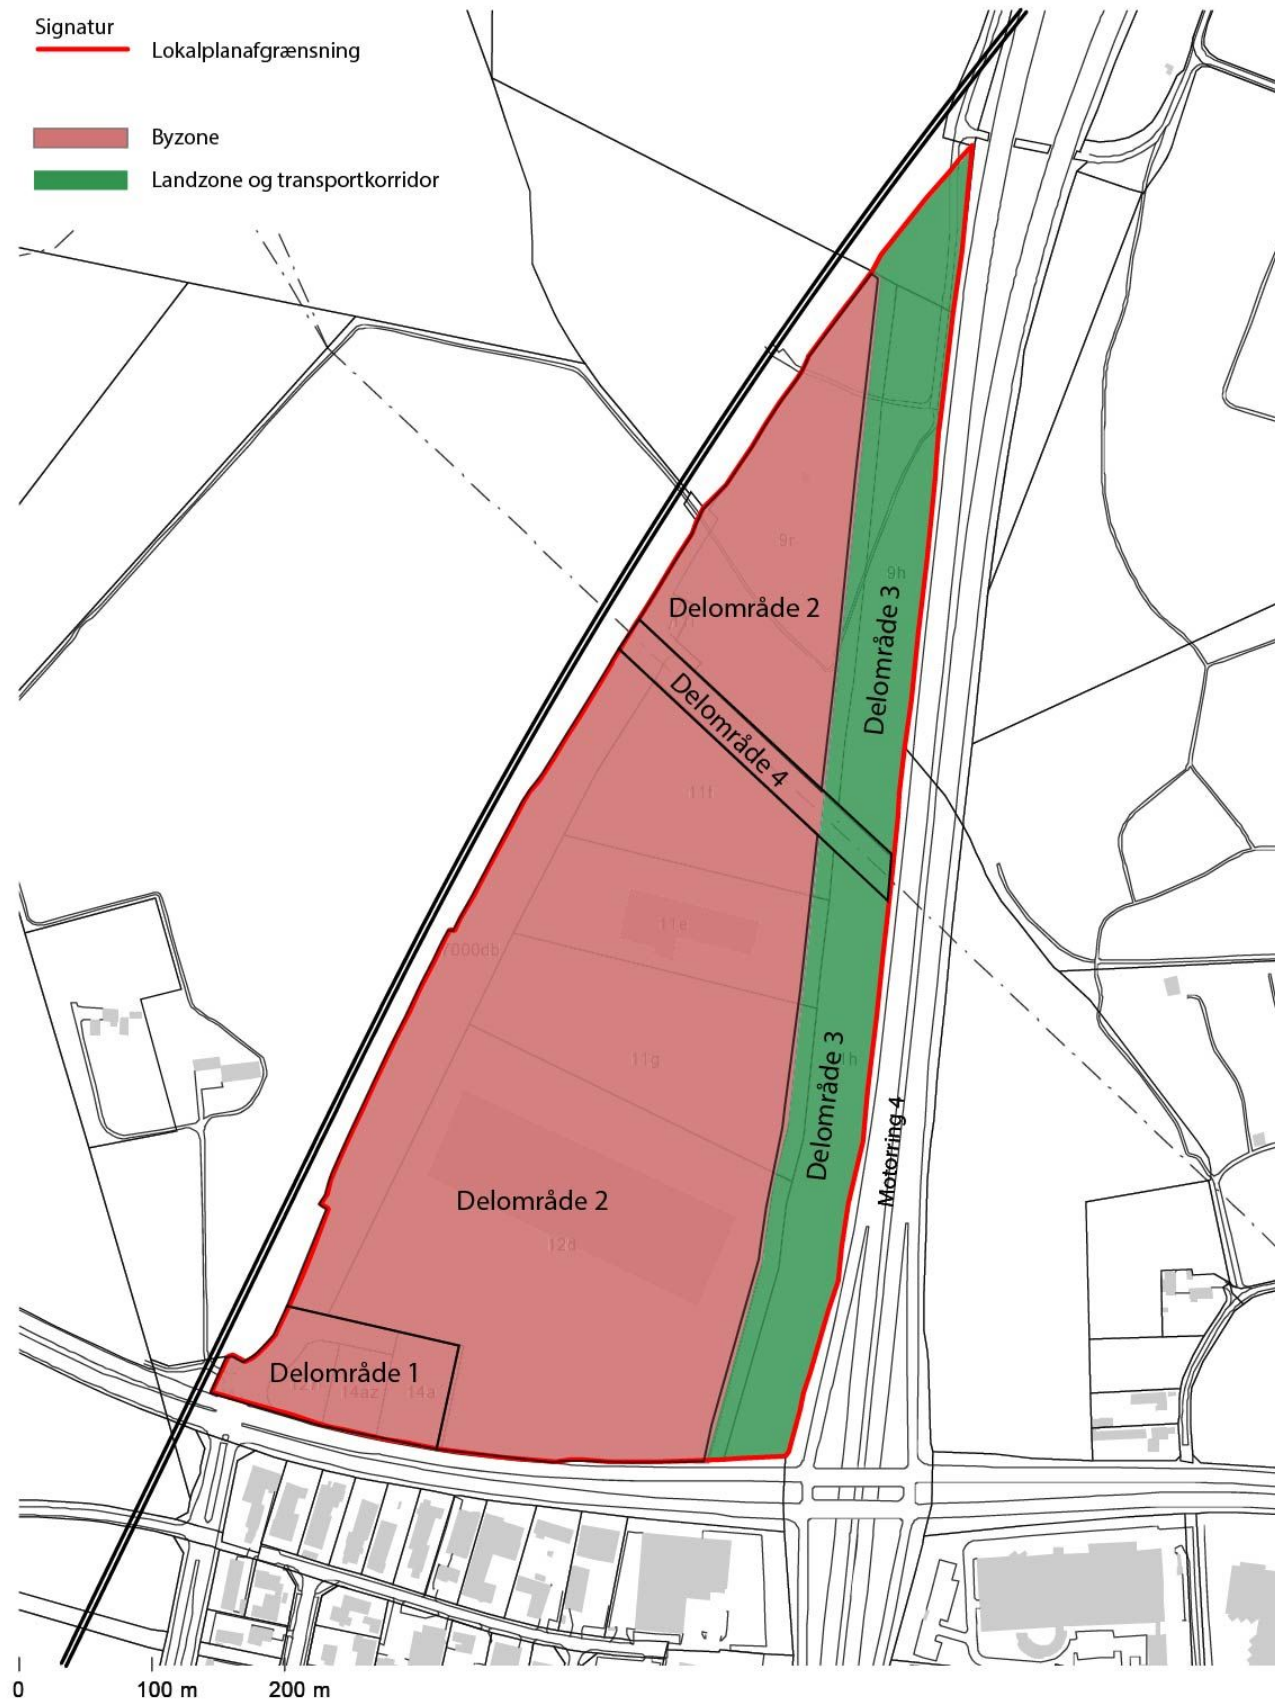 Signatur
Lokalplanafgrænsning
Byzone
Landzone og transportkorridor
9r
9h
Delområde 2
Delområde 3
Delområde 4
11f
11e
7000db
Delområde 3
11g
Motorring 4
Delområde 2
12d
Delområde 1
14az
14a
0
100 m
200 m